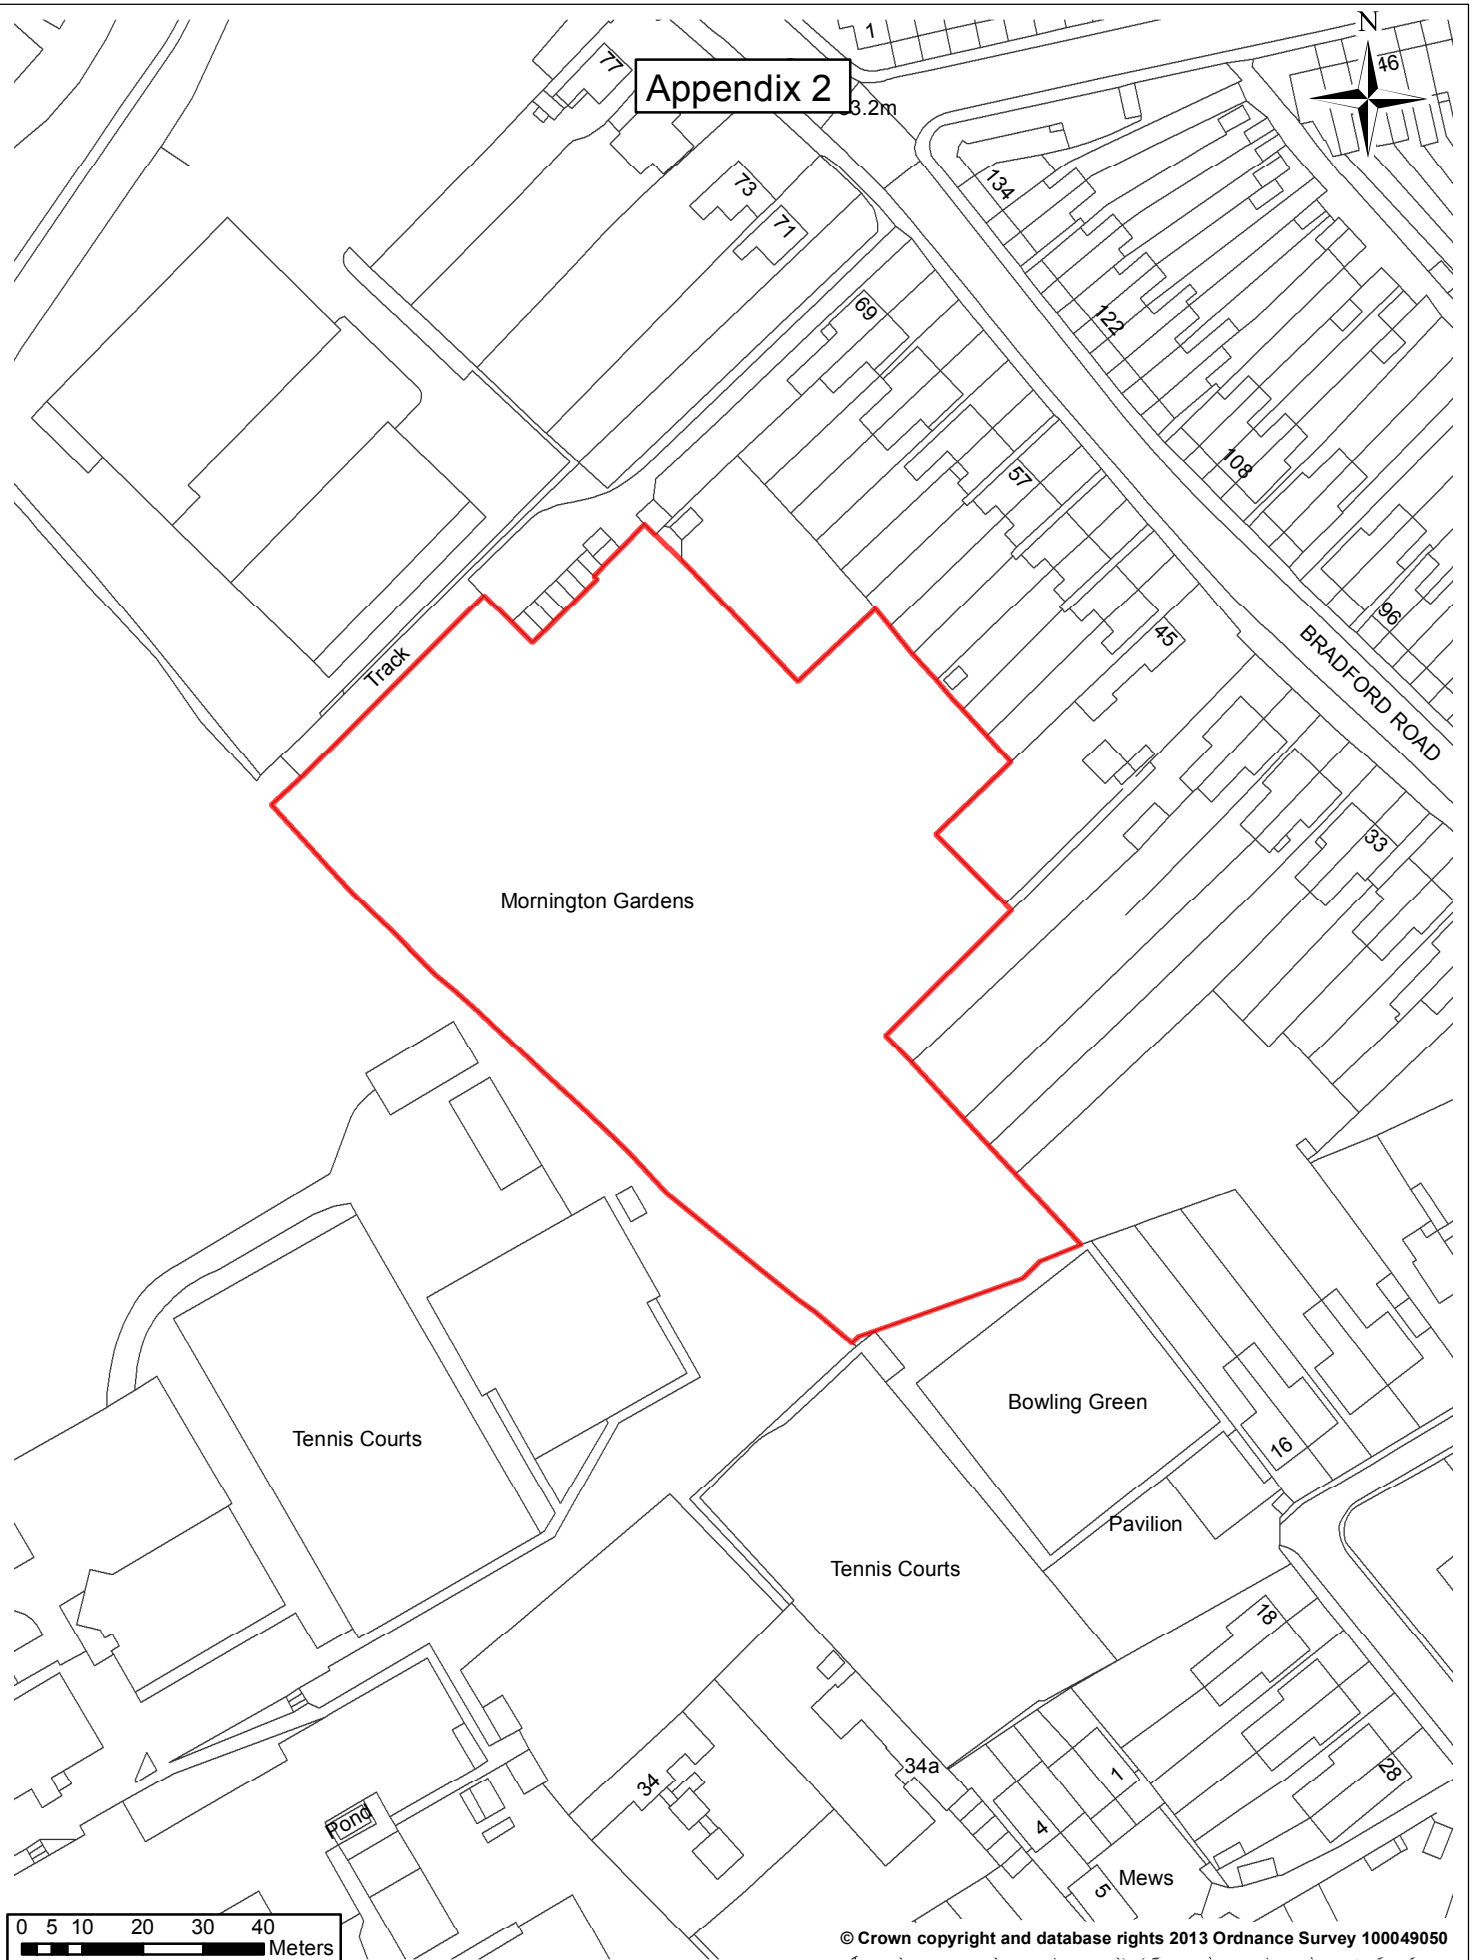 1
N
77
Appendix 2
46
3.2m
73
134
71
69
122
57
108
96
45
BRADFORD ROAD
Track
33
Mornington Gardens
Bowling Green
Tennis Courts
16
Pavilion
Tennis Courts
18
34a
1
28
34
Pond
4
Mews
5
0 5 10 20 30 40
Meters
© Crown copyright and database rights 2013 Ordnance Survey 100049050